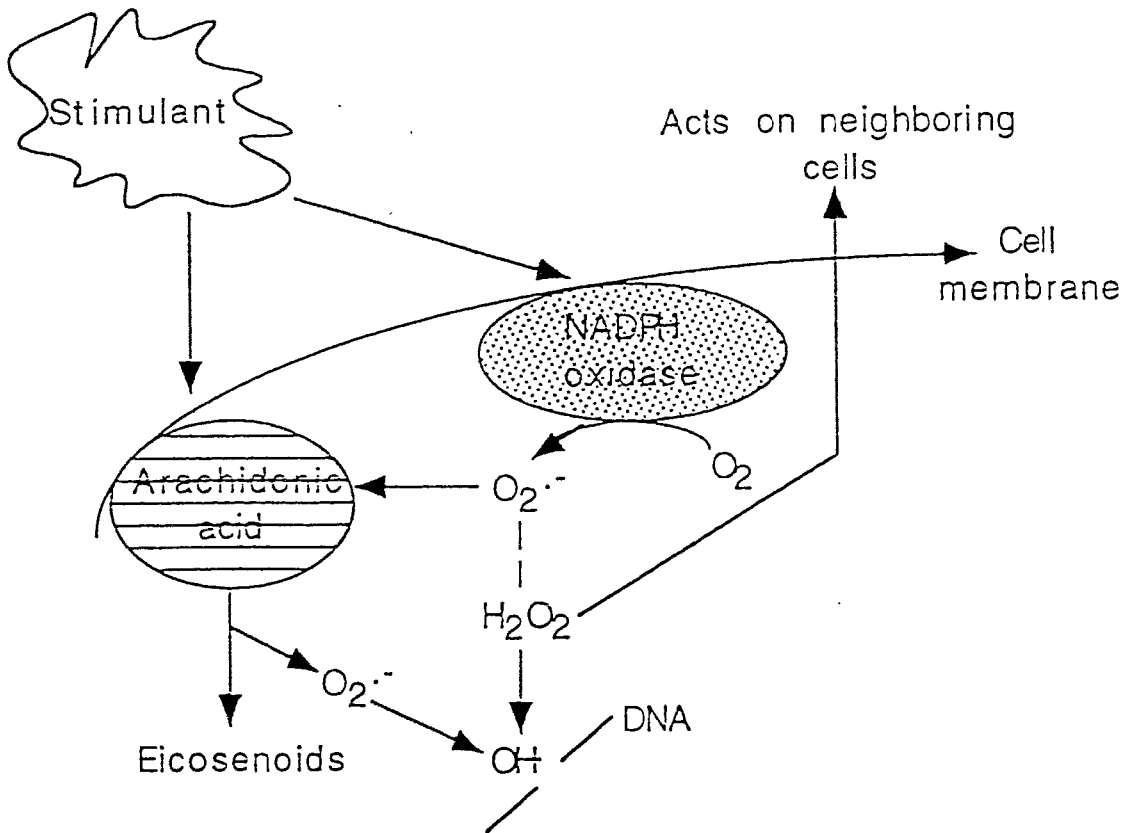 Stimulant
Acts on neighboring
cells
Cell
membrane
NADPH
oxidase
O₂
Arachidonic
acid
O₂·-
H₂O₂
O₂·-
DNA
Eicosenoids
OH